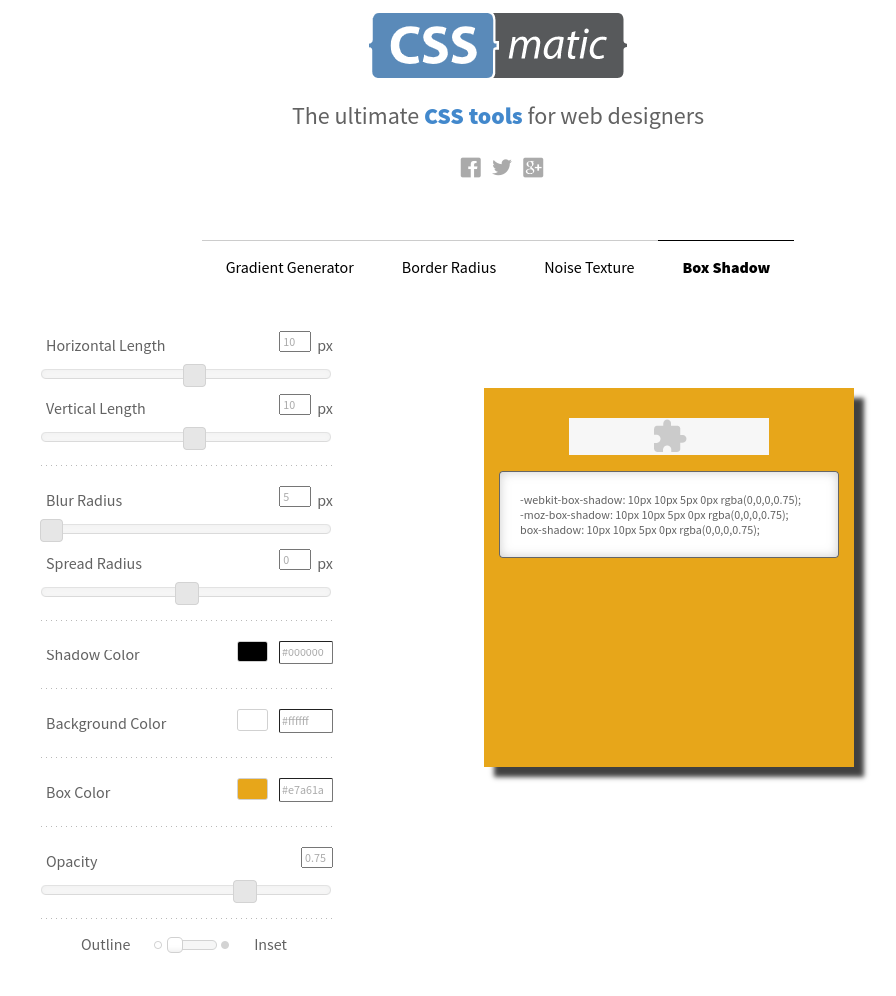 CSS matic
The ultimate CSS tools for web designers
Gradient Generator Border Radius Noise Texture Box Shadow
Horizontal Length 10 px
Vertical Length 10 px
Blur Radius 5 px
Spread Radius 0 px
Shadow Color #000000
Background Color #ffffff
Box Color #e7a61a
Opacity 0.75
Outline Inset
-webkit-box-shadow: 10px 10px 5px 0px rgba(0,0,0,0.75);
-moz-box-shadow: 10px 10px 5px 0px rgba(0,0,0,0.75);
box-shadow: 10px 10px 5px 0px rgba(0,0,0,0.75);